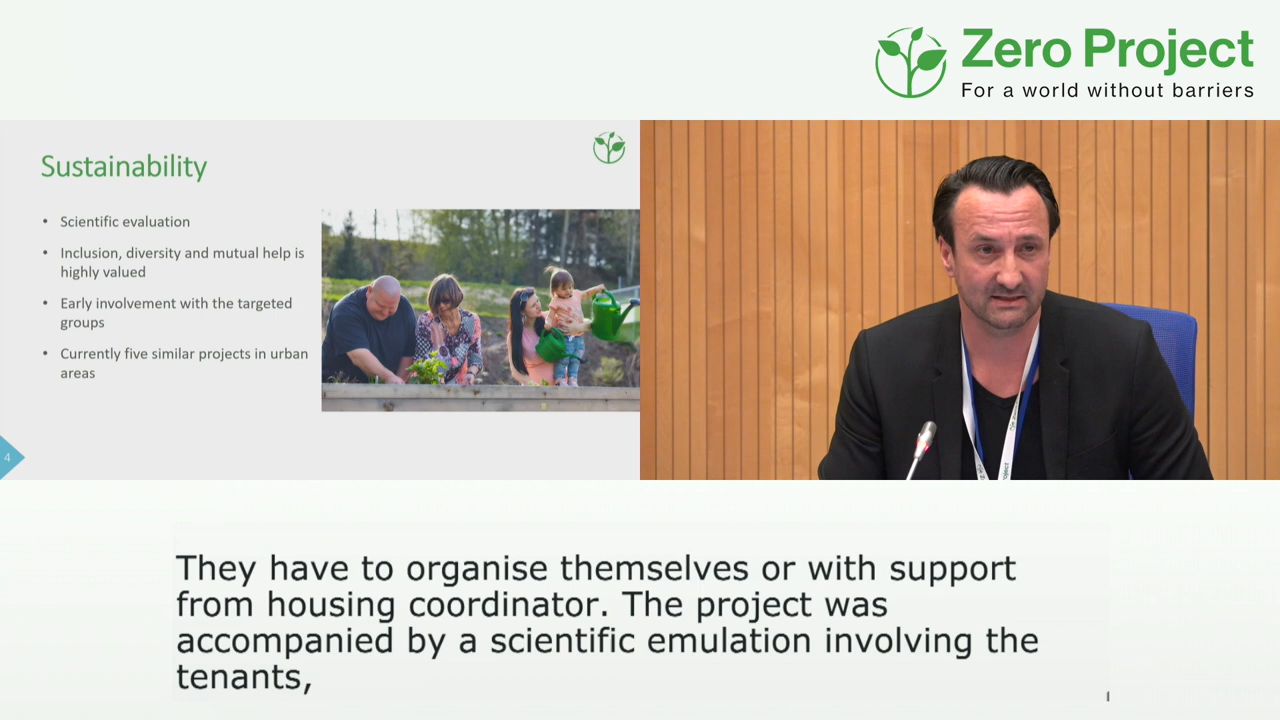 Zero Project
For a world without barriers
Sustainability
• Scientific evaluation
• Inclusion, diversity and mutual help is
highly valued
• Early involvement with the targeted
groups
• Currently five similar projects in urban
areas
4
They have to organise themselves or with support
from housing coordinator. The project was
accompanied by a scientific emulation involving the
tenants,